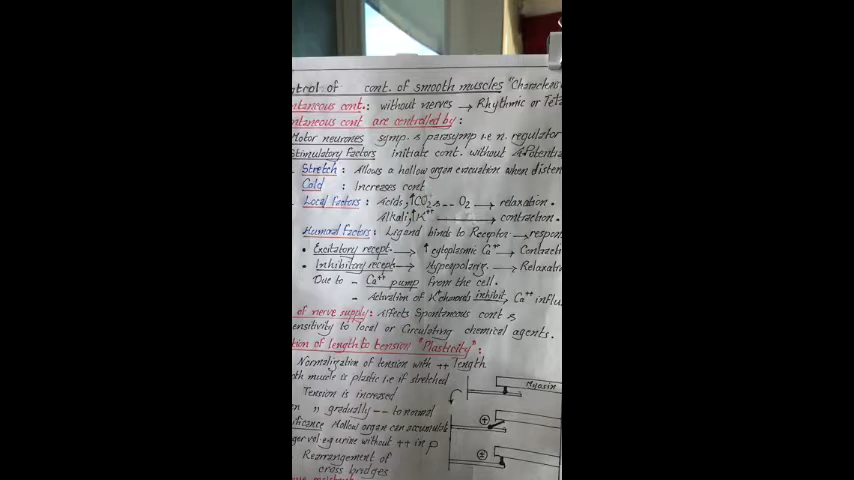 ntrol of cont. of smooth muscles "Characteris
ntaneous cont.: without nerves → Rhythmic or Teta
ntaneous cont are controlled by:
Motor neurones symp. & parasymp i.e n. regulator
Stimulatory Factors initiate cont. without A.Potentia
- Stretch : Allows a hollow organ evacuation when disten
Cold : Increases cont
- Local Factors : Acids, ↑CO2 & -- O2 → relaxation.
Alkali, ↑K+ → contraction.
Humoral Factors: Ligand binds to Receptor → respon
• Excitatory recept. → ↑ cytoplasmic Ca++ → Contracti
• Inhibitory recept → Hyperpolariz. → Relaxati
Due to - Ca++ pump from the cell.
- Activation of K+ channels inhibit, Ca++ influ
of nerve supply: Affects Spontaneous cont &
ensitivity to local or Circulating chemical agents.
tion of length to tension "Plasticity":
Normalization of tension with ++ length
oth muscle is plastic i.e if stretched
Myosin
Tension is increased
n " gradually -- to normal
ificance Hollow organ can accumulate
ger vol. eg urine without ++ in p
Rearrangement of
cross bridges